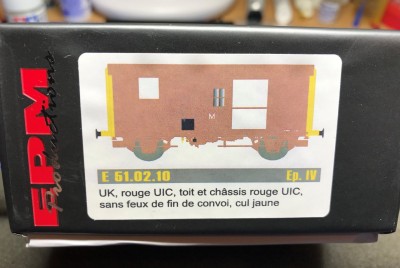 EPM
Productions
M
E 61.02.10 Ep. IV
UK, rouge UIC, toit et châssis rouge UIC,
sans feux de fin de convoi, cul jaune